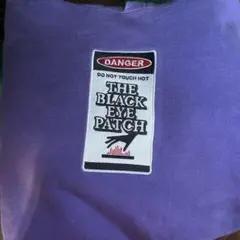 DANGER
DO NOT TOUCH HOT
THE
BLACK
EYE
PATCH